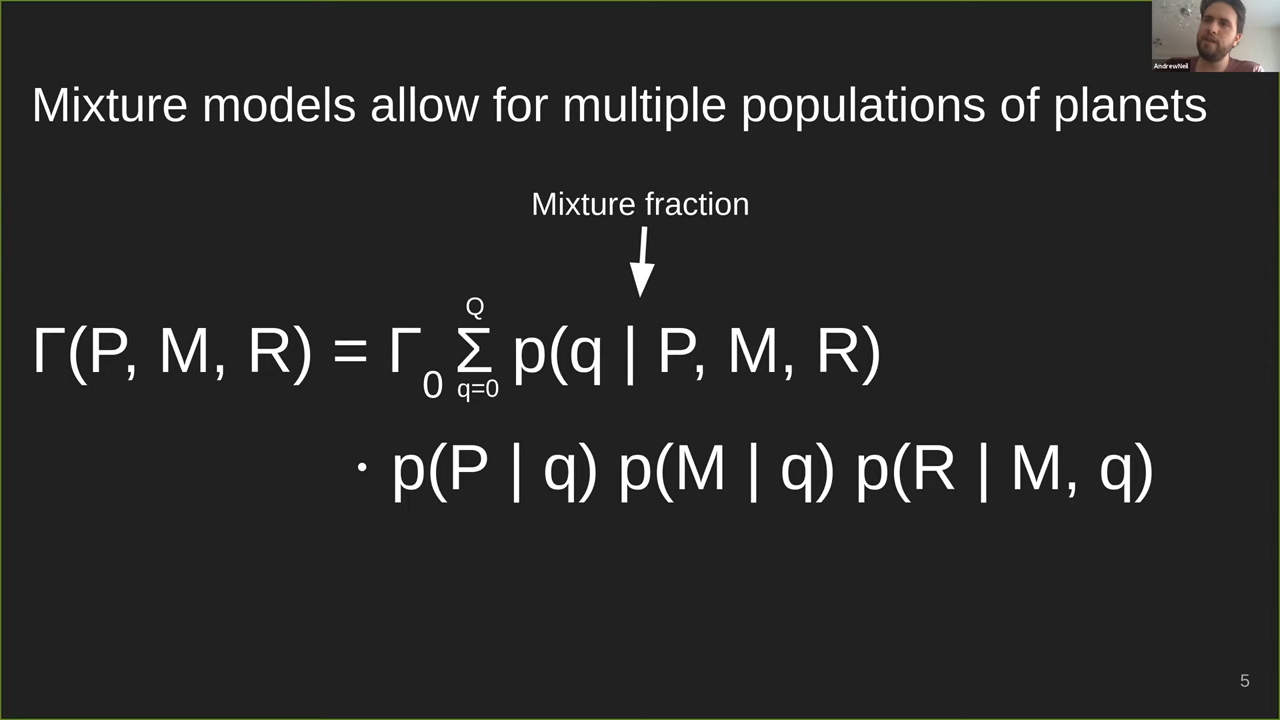 AndrewNeil
Mixture models allow for multiple populations of planets
Mixture fraction
Q
Γ(P, M, R) = Γ0 Σ p(q | P, M, R)
q=0
· p(P | q) p(M | q) p(R | M, q)
5